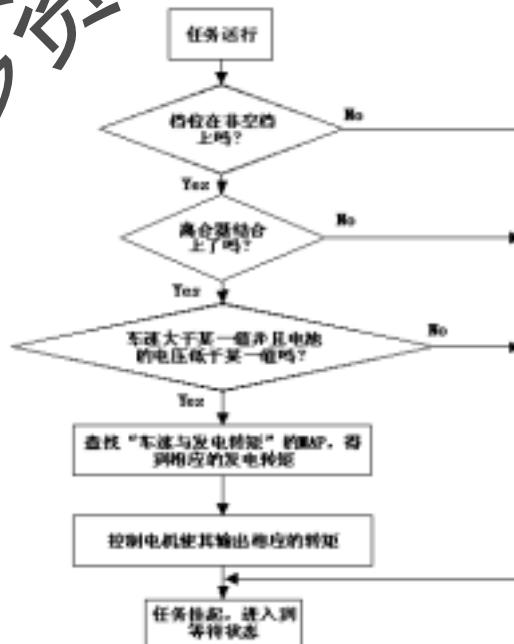 任务运行
档位在非空档
上吗?
No
Yes
离合器结合
上了吗?
No
Yes
车速大于某一值并且电池
的电压低于某一值吗?
No
Yes
查找“车速与发电转矩”的MAP，得
到相应的发电转矩
控制电机使其输出相应的转矩
任务挂起，进入到
等待状态